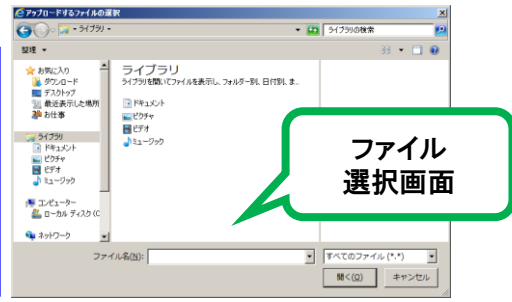 アップロードするファイルの選択
ライブラリ
ライブラリの検索
整理
お気に入り
ダウンロード
デスクトップ
最近表示した場所
お仕事
ライブラリ
ドキュメント
ピクチャ
ビデオ
ミュージック
コンピューター
ローカル ディスク (C
ネットワーク
ライブラリ
ライブラリを開いてファイルを表示し、フォルダー別、日付別、ま...
ドキュメント
ピクチャ
ビデオ
ミュージック
ファイル
選択画面
ファイル名(N):
すべてのファイル (*.*)
開く(O)
キャンセル